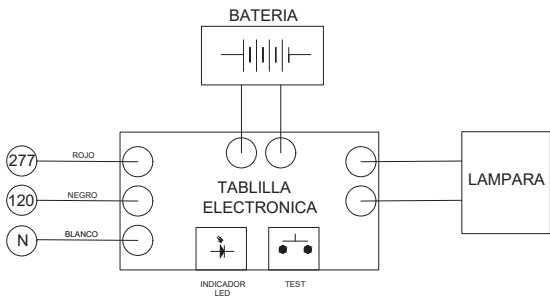 BATERIA
277
ROJO
120
NEGRO
N
BLANCO
TABLILLA
ELECTRONICA
LAMPARA
INDICADOR
LED
TEST